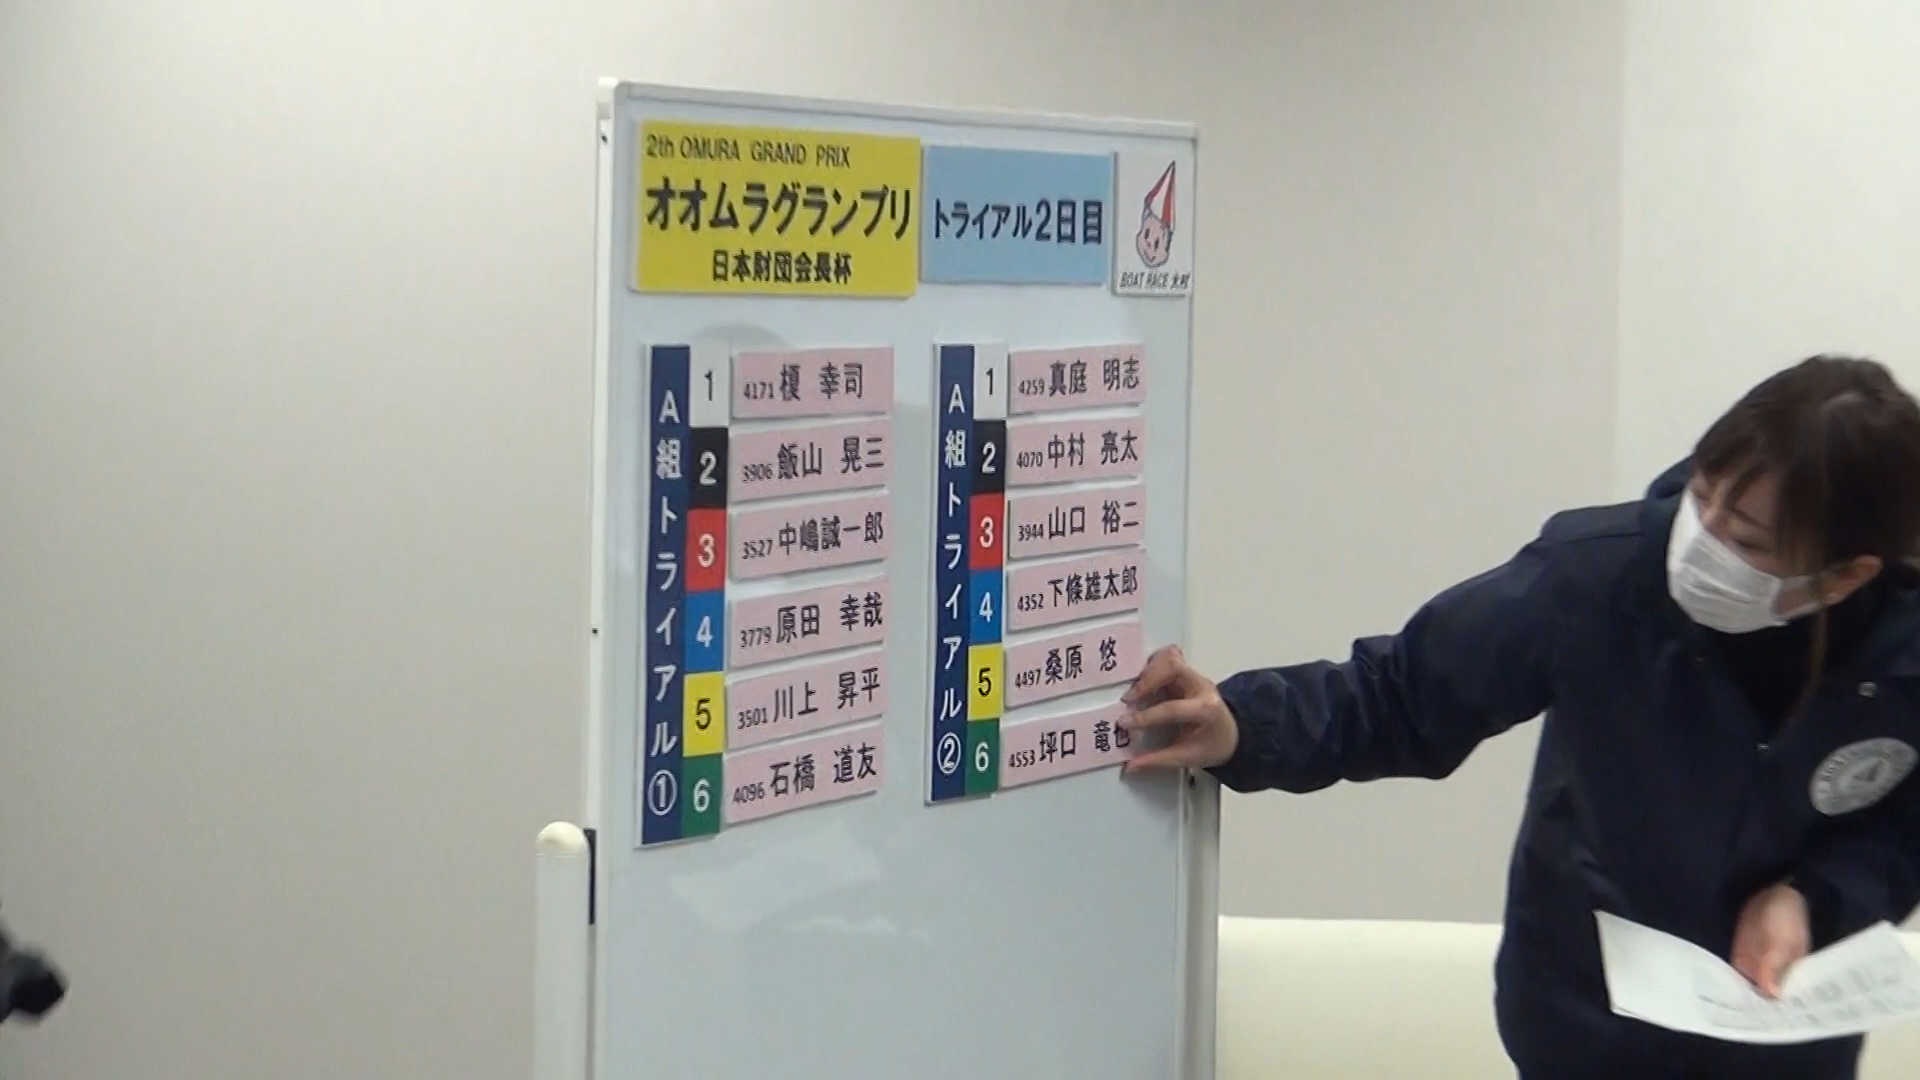 2th OMURA GRAND PRIX
オオムラグランプリ
日本財団会長杯
トライアル2日目
BOAT RACE 大村
A組トライアル①
1 4171 榎 幸司
2 3906 飯山 晃三
3 3527 中嶋誠一郎
4 3779 原田 幸哉
5 3501 川上 昇平
6 4096 石橋 道友
A組トライアル②
1 4259 真庭 明志
2 4070 中村 亮太
3 3944 山口 裕二
4 4352 下條雄太郎
5 4497 桑原 悠
6 4553 坪口 竜也